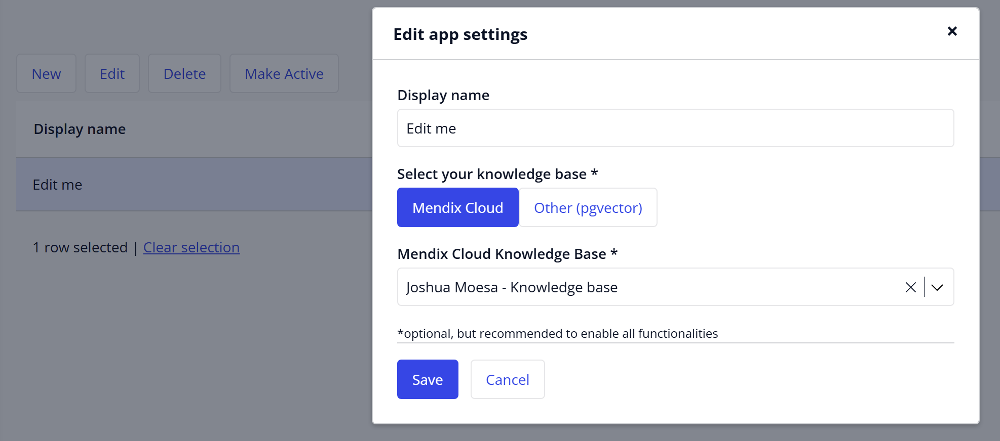 New Edit Delete Make Active
Display name
Edit me
1 row selected | Clear selection
Edit app settings
Display name
Edit me
Select your knowledge base *
Mendix Cloud Other (pgvector)
Mendix Cloud Knowledge Base *
Joshua Moesa - Knowledge base
*optional, but recommended to enable all functionalities
Save Cancel